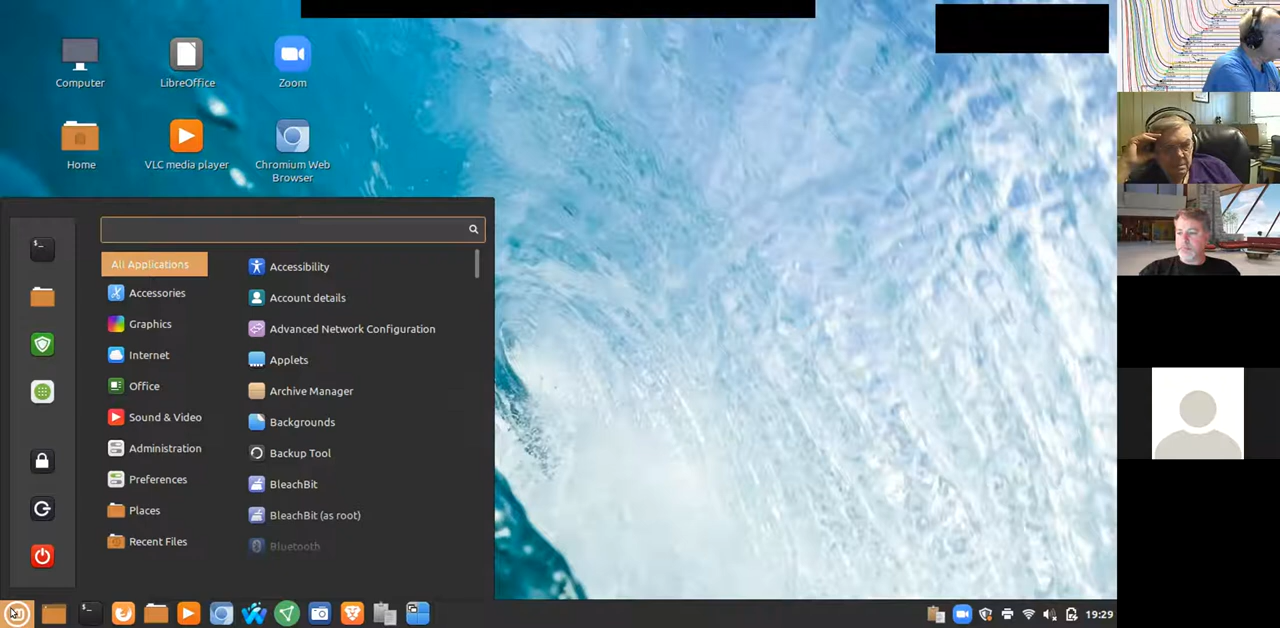 Computer
LibreOffice
Zoom
Home
VLC media player
Chromium Web
Browser
All Applications
Accessories
Graphics
Internet
Office
Sound & Video
Administration
Preferences
Places
Recent Files
Accessibility
Account details
Advanced Network Configuration
Applets
Archive Manager
Backgrounds
Backup Tool
BleachBit
BleachBit (as root)
Bluetooth
19:29